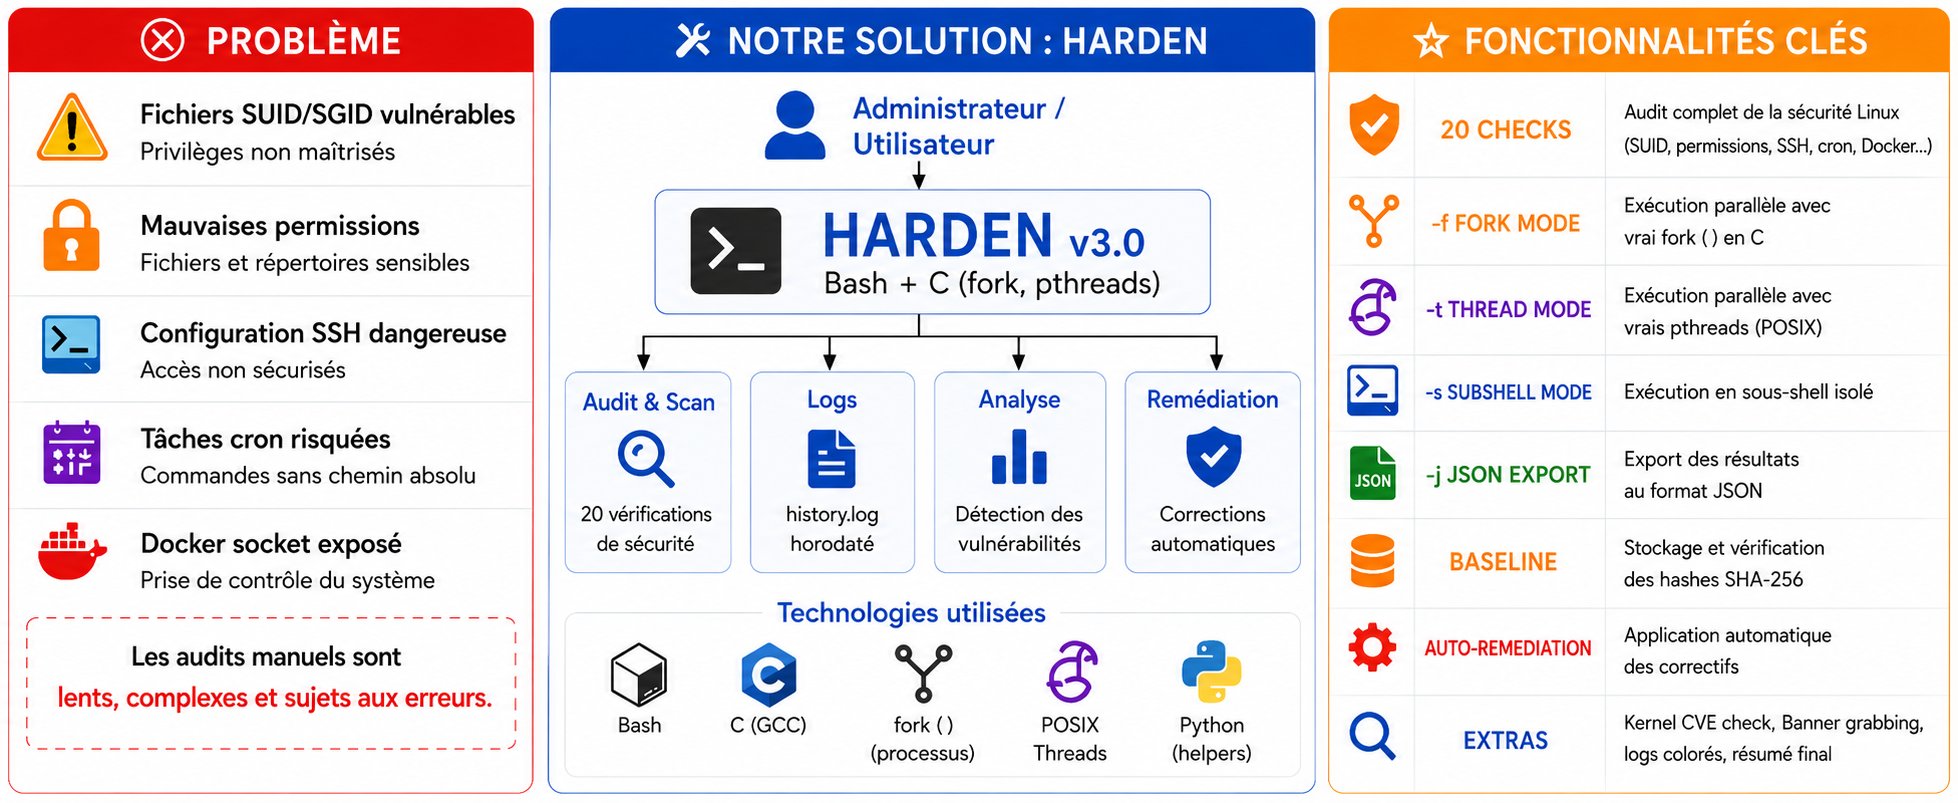 PROBLÈME
Fichiers SUID/SGID vulnérables
Privilèges non maîtrisés
Mauvaises permissions
Fichiers et répertoires sensibles
Configuration SSH dangereuse
Accès non sécurisés
Tâches cron risquées
Commandes sans chemin absolu
Docker socket exposé
Prise de contrôle du système
Les audits manuels sont
lents, complexes et sujets aux erreurs.
NOTRE SOLUTION : HARDEN
Administrateur /
Utilisateur
HARDEN v3.0
Bash + C (fork, pthreads)
Audit & Scan
20 vérifications
de sécurité
Logs
history.log
horodaté
Analyse
Détection des
vulnérabilités
Remédiation
Corrections
automatiques
Technologies utilisées
Bash
C (GCC)
fork ( )
(processus)
POSIX
Threads
Python
(helpers)
FONCTIONNALITÉS CLÉS
20 CHECKS
Audit complet de la sécurité Linux
(SUID, permissions, SSH, cron, Docker...)
-f FORK MODE
Exécution parallèle avec
vrai fork ( ) en C
-t THREAD MODE
Exécution parallèle avec
vrais pthreads (POSIX)
-s SUBSHELL MODE
Exécution en sous-shell isolé
JSON
-j JSON EXPORT
Export des résultats
au format JSON
BASELINE
Stockage et vérification
des hashes SHA-256
AUTO-REMEDIATION
Application automatique
des correctifs
EXTRAS
Kernel CVE check, Banner grabbing,
logs colorés, résumé final